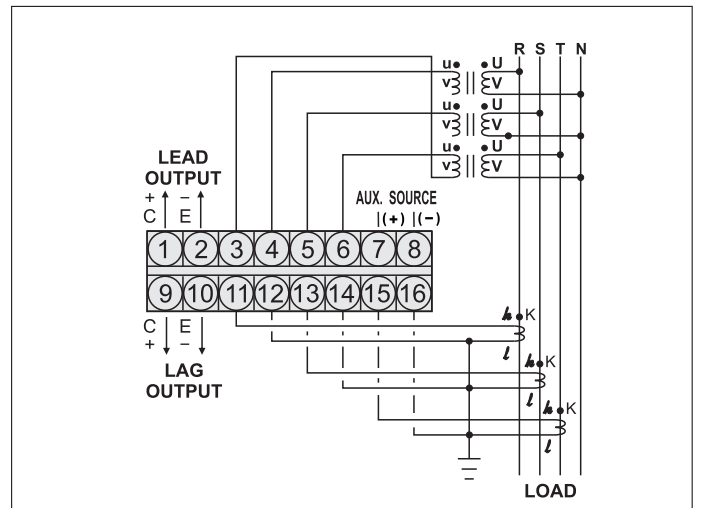 R S T N
u U
v V
u U
v V
u U
v V
LEAD
OUTPUT
+ −
C E
AUX. SOURCE
(+) (−)
1 2 3 4 5 6 7 8
9 10 11 12 13 14 15 16
C E
+ −
LAG
OUTPUT
k K
l
k K
l
k K
l
LOAD